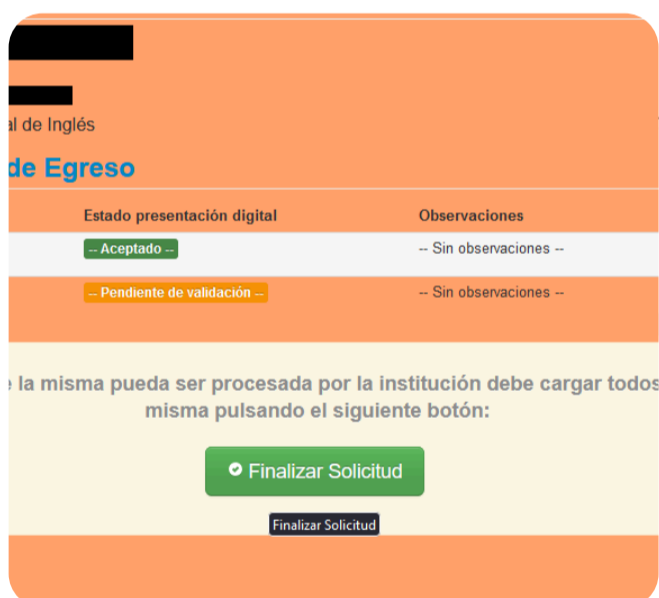 al de Inglés
de Egreso
Estado presentación digital Observaciones
-- Aceptado -- -- Sin observaciones --
-- Pendiente de validación -- -- Sin observaciones --
la misma pueda ser procesada por la institución debe cargar todos
misma pulsando el siguiente botón:
Finalizar Solicitud
Finalizar Solicitud